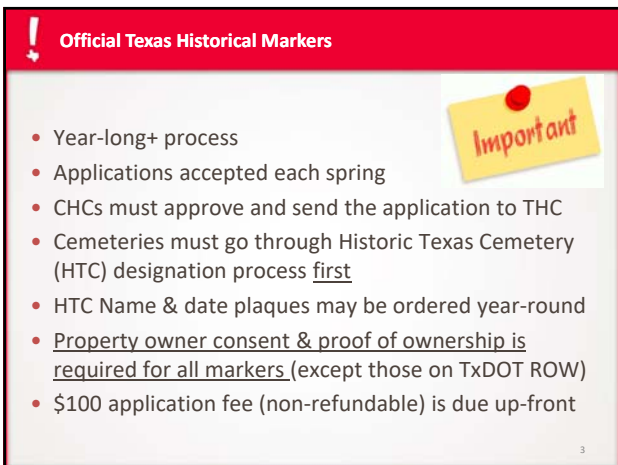 Official Texas Historical Markers
Important
• Year-long+ process
• Applications accepted each spring
• CHCs must approve and send the application to THC
• Cemeteries must go through Historic Texas Cemetery
(HTC) designation process first
• HTC Name & date plaques may be ordered year-round
• Property owner consent & proof of ownership is
required for all markers (except those on TxDOT ROW)
• $100 application fee (non-refundable) is due up-front
3